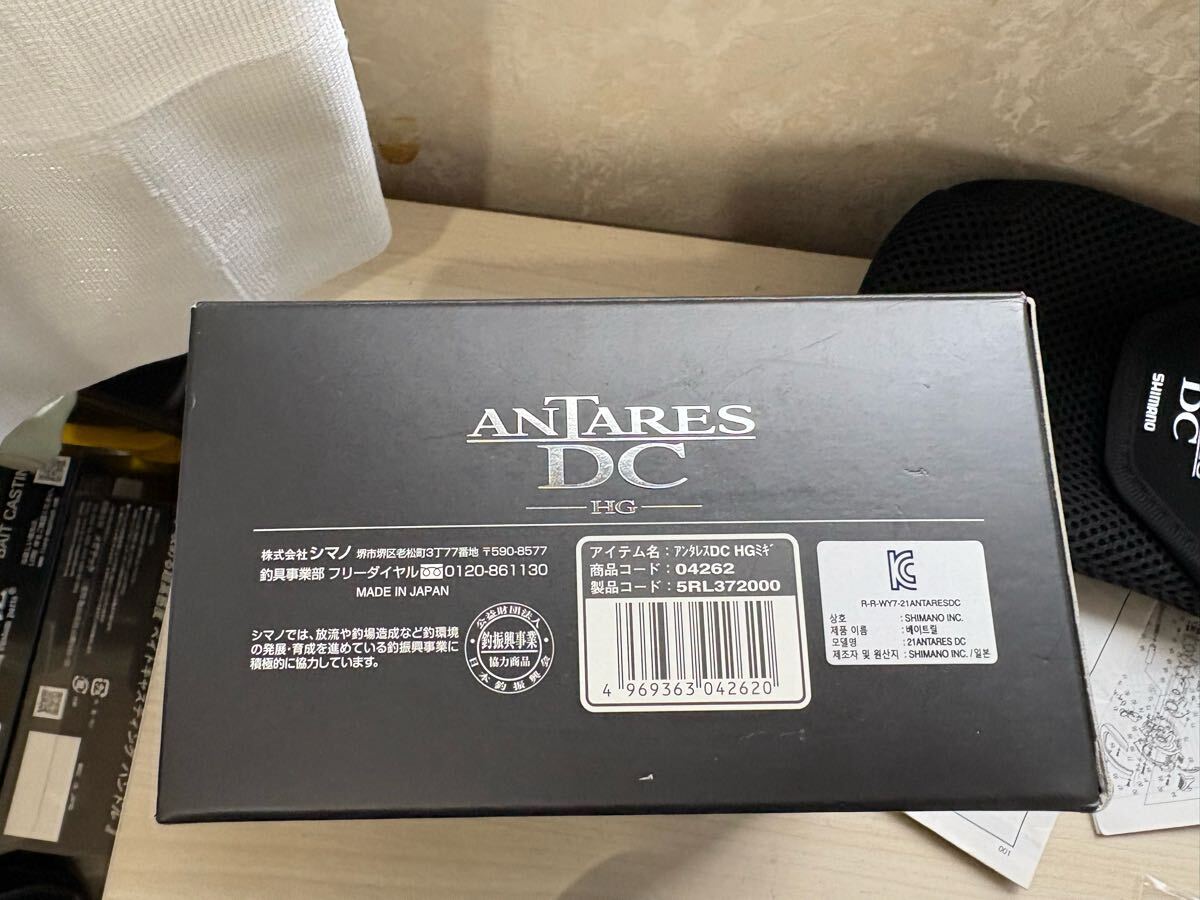 ANTARES
DC
HG
株式会社 シマノ 堺市堺区老松町3丁77番地 〒590-8577
釣具事業部 フリーダイヤル 0120-861130
MADE IN JAPAN
シマノでは、放流や釣場造成など釣環境
の発展・育成を進めている釣振興事業に
積極的に協力しています。
公益財団法人
釣振興事業
協力商品
日本釣振興会
アイテム名：ｱﾝﾀﾚｽDC HGﾐｷﾞ
商品コード：04262
製品コード：5RL372000
4 969363 042620
R-R-WY7-21ANTARESDC
상호 : SHIMANO INC.
제품 이름 : 베이트릴
모델명 : 21ANTARES DC
제조자 및 원산지 : SHIMANO INC. /일본
DC
SHIMANO
BAIT CASTIN
100